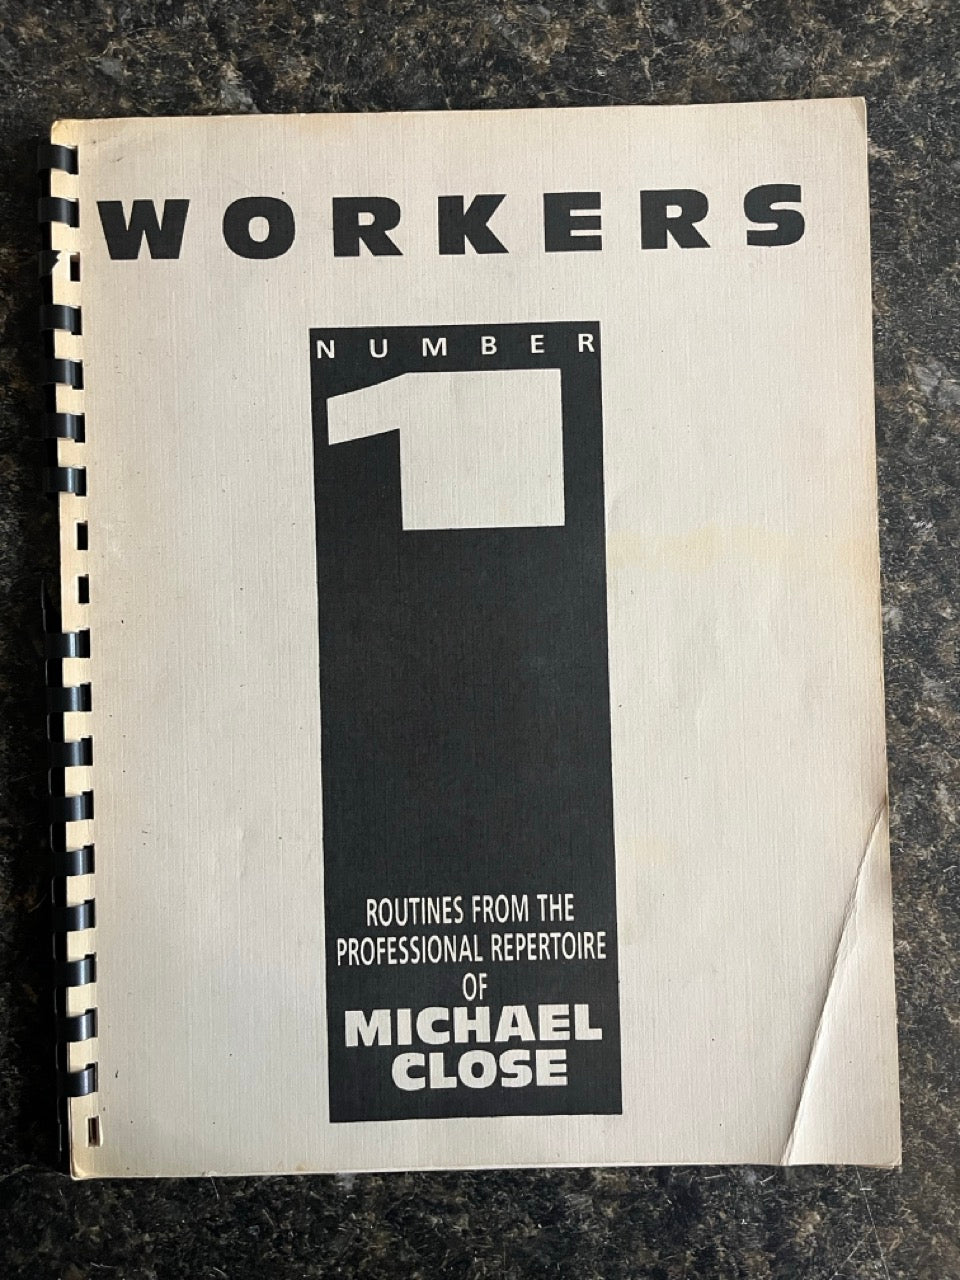 WORKERS
NUMBER
1
ROUTINES FROM THE
PROFESSIONAL REPERTOIRE
OF
MICHAEL
CLOSE